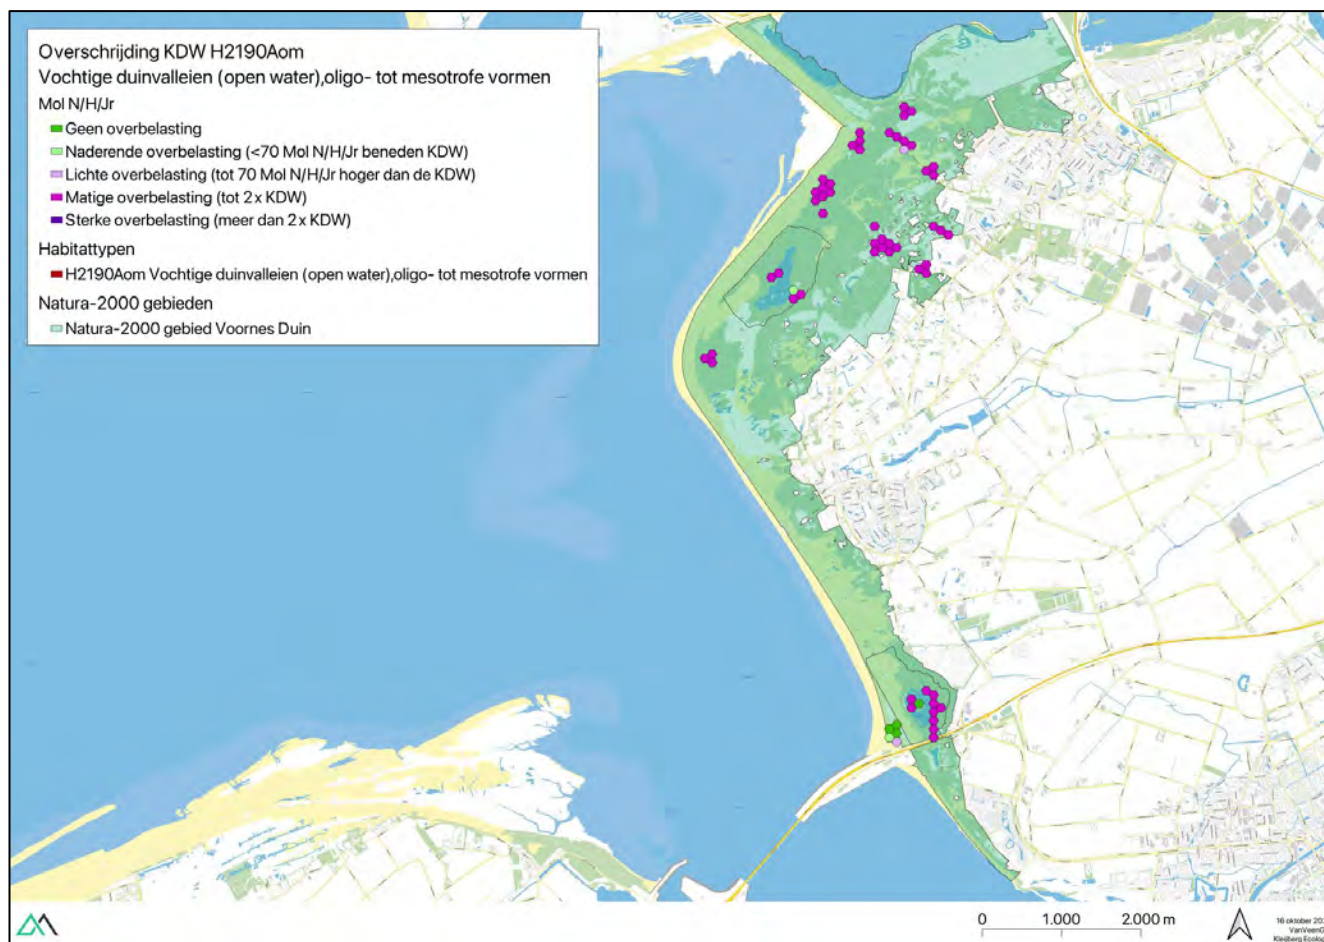 Overschrijding KDW H2190Aom
Vochtige duinvalleien (open water),oligo- tot mesotrofe vormen
Mol N/H/Jr
Geen overbelasting
Naderende overbelasting (<70 Mol N/H/Jr beneden KDW)
Lichte overbelasting (tot 70 Mol N/H/Jr hoger dan de KDW)
Matige overbelasting (tot 2x KDW)
Sterke overbelasting (meer dan 2x KDW)
Habitattypen
H2190Aom Vochtige duinvalleien (open water),oligo- tot mesotrofe vormen
Natura-2000 gebieden
Natura-2000 gebied Voornes Duin
0 1.000 2.000 m
16 oktober